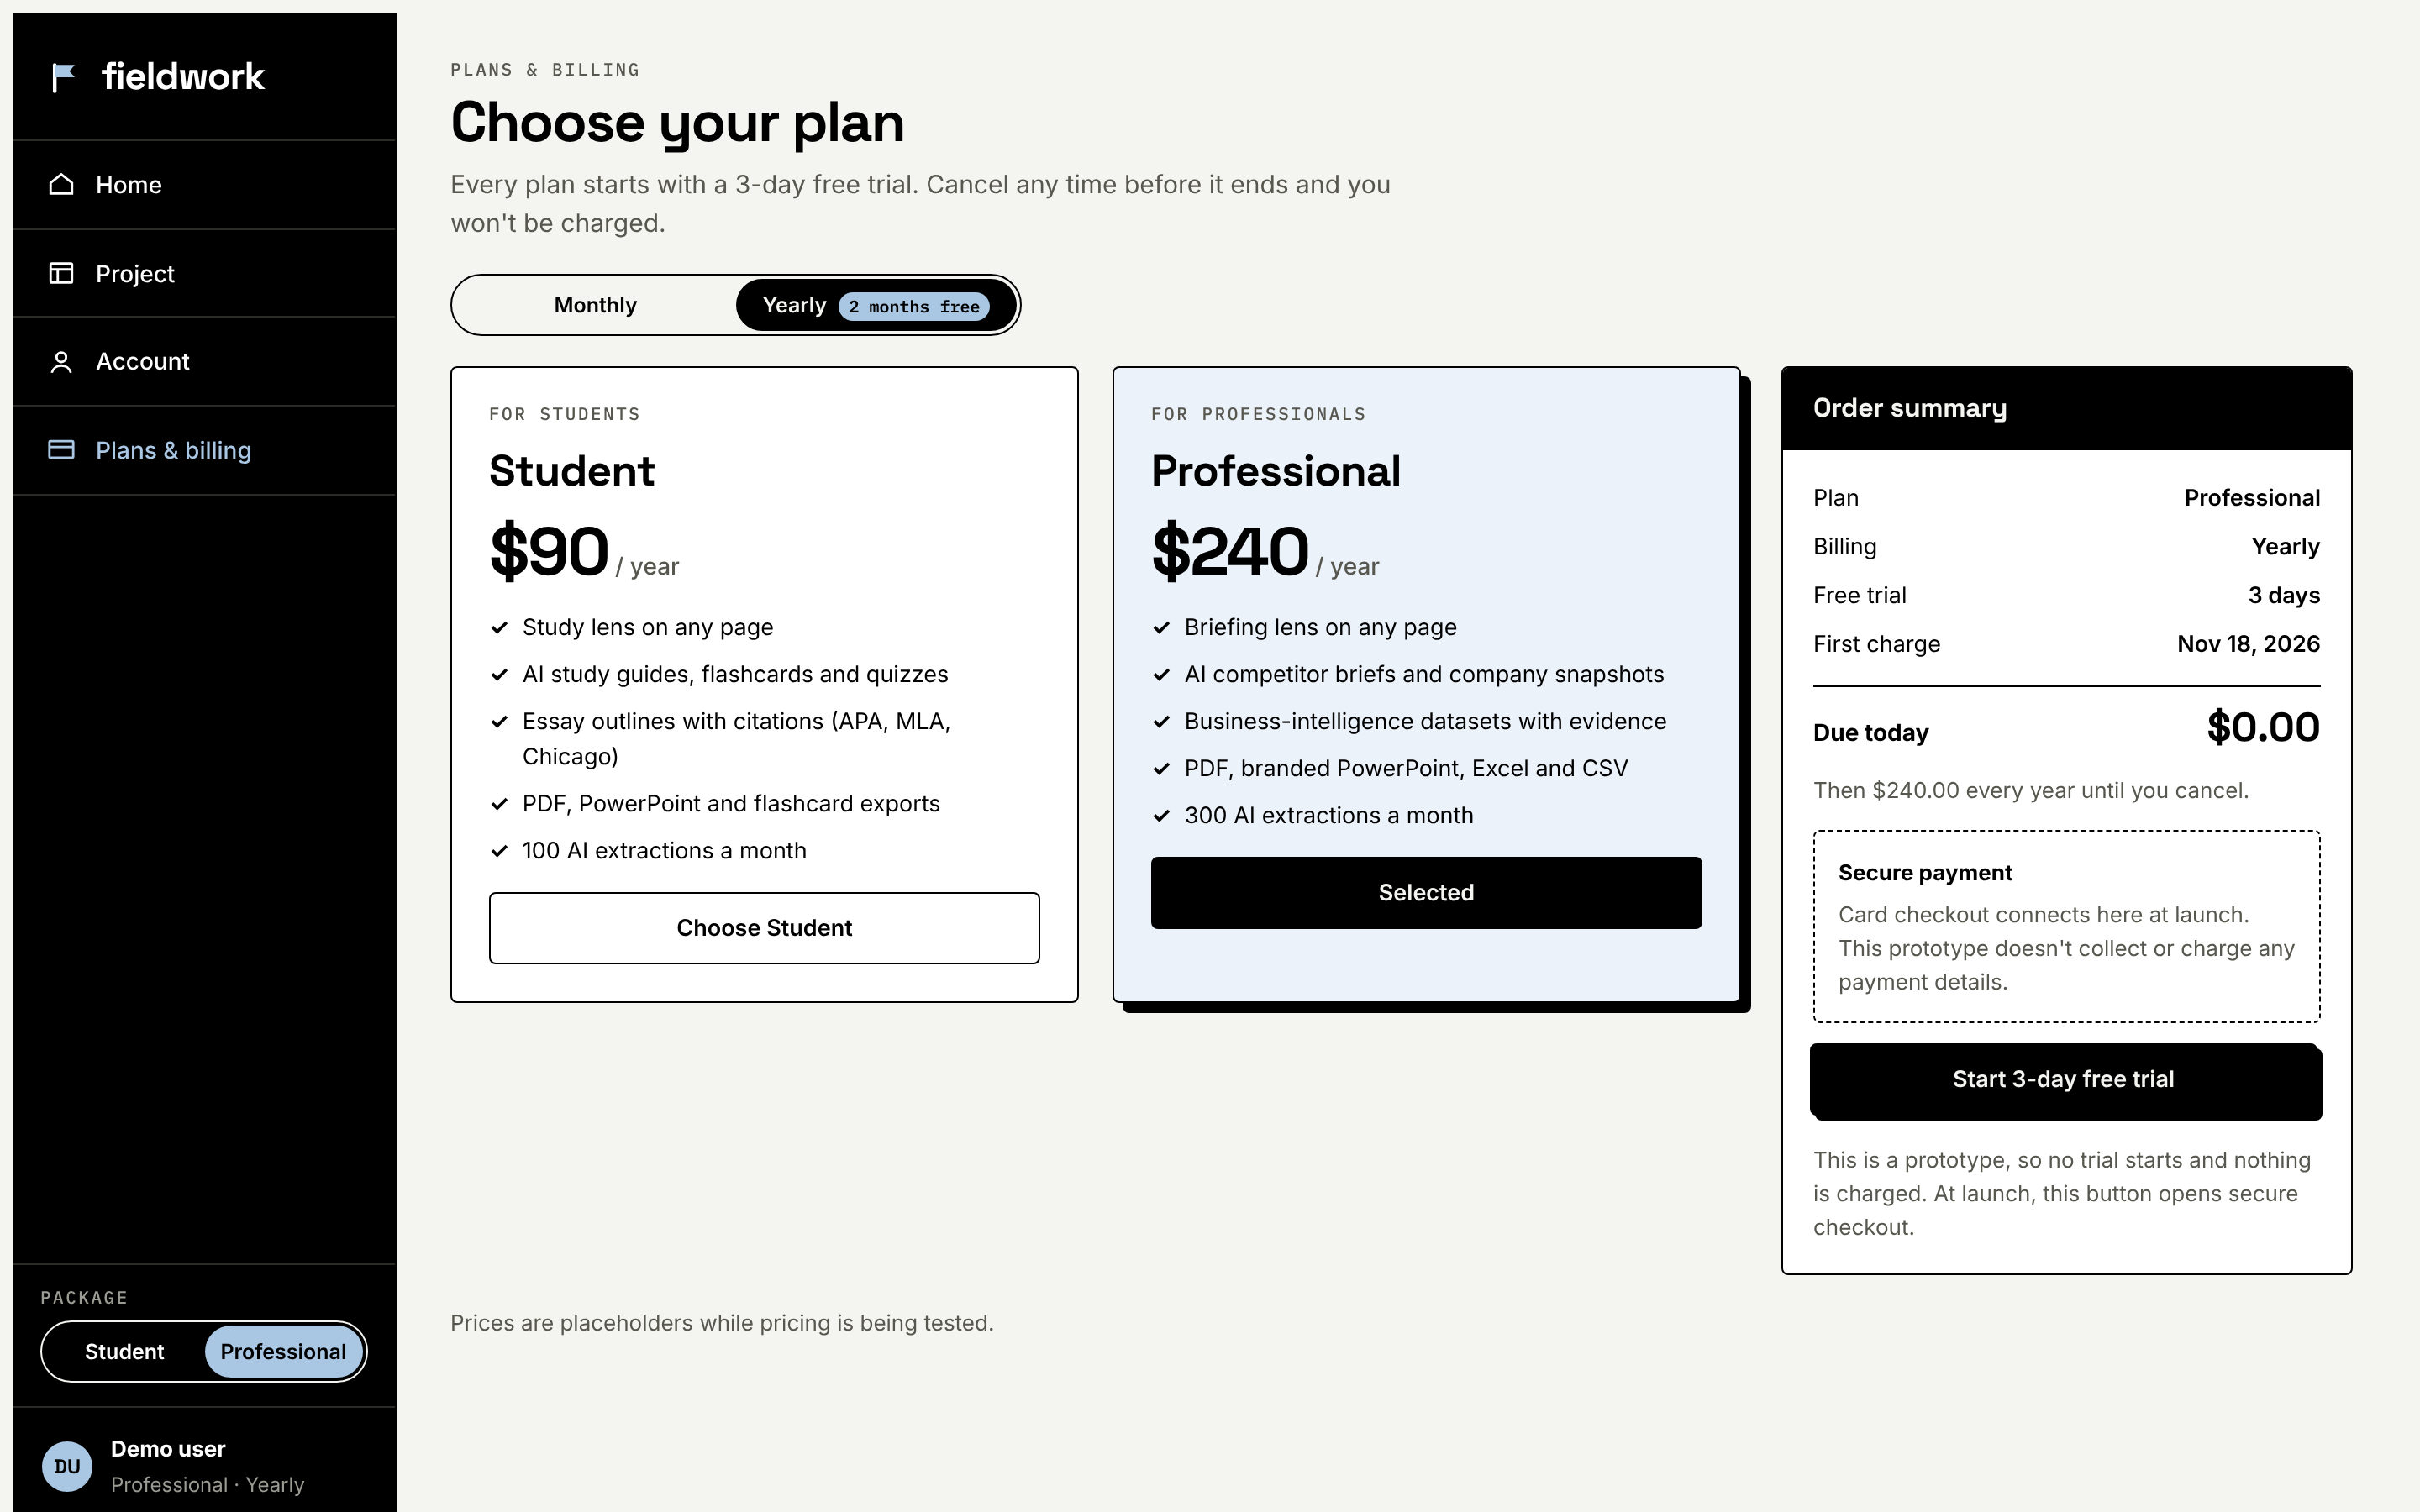 fieldwork
Home
Project
Account
Plans & billing
PACKAGE
Student Professional
DU
Demo user
Professional · Yearly
PLANS & BILLING
Choose your plan
Every plan starts with a 3-day free trial. Cancel any time before it ends and you
won't be charged.
Monthly Yearly 2 months free
FOR STUDENTS
Student
$90 / year
Study lens on any page
AI study guides, flashcards and quizzes
Essay outlines with citations (APA, MLA,
Chicago)
PDF, PowerPoint and flashcard exports
100 AI extractions a month
Choose Student
FOR PROFESSIONALS
Professional
$240 / year
Briefing lens on any page
AI competitor briefs and company snapshots
Business-intelligence datasets with evidence
PDF, branded PowerPoint, Excel and CSV
300 AI extractions a month
Selected
Order summary
Plan Professional
Billing Yearly
Free trial 3 days
First charge Nov 18, 2026
Due today $0.00
Then $240.00 every year until you cancel.
Secure payment
Card checkout connects here at launch.
This prototype doesn't collect or charge any
payment details.
Start 3-day free trial
This is a prototype, so no trial starts and nothing
is charged. At launch, this button opens secure
checkout.
Prices are placeholders while pricing is being tested.